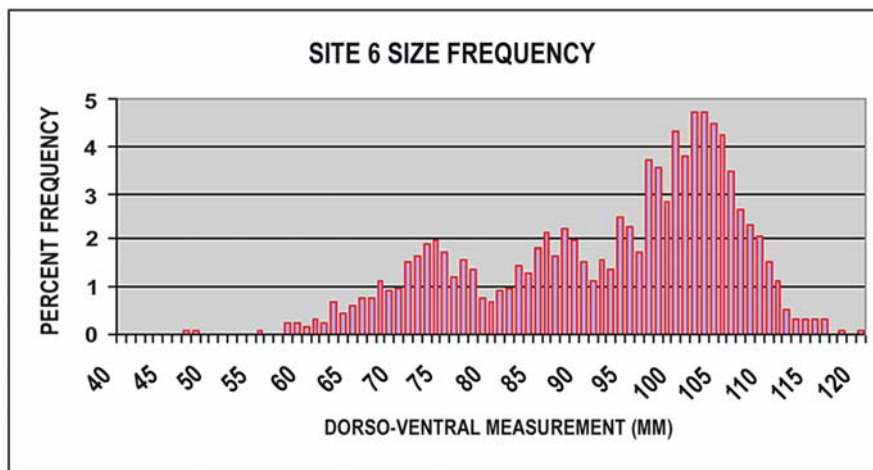 SITE 6 SIZE FREQUENCY
PERCENT FREQUENCY
5
4
3
2
1
0
40 45 50 55 60 65 70 75 80 85 90 95 100 105 110 115 120
DORSO-VENTRAL MEASUREMENT (MM)